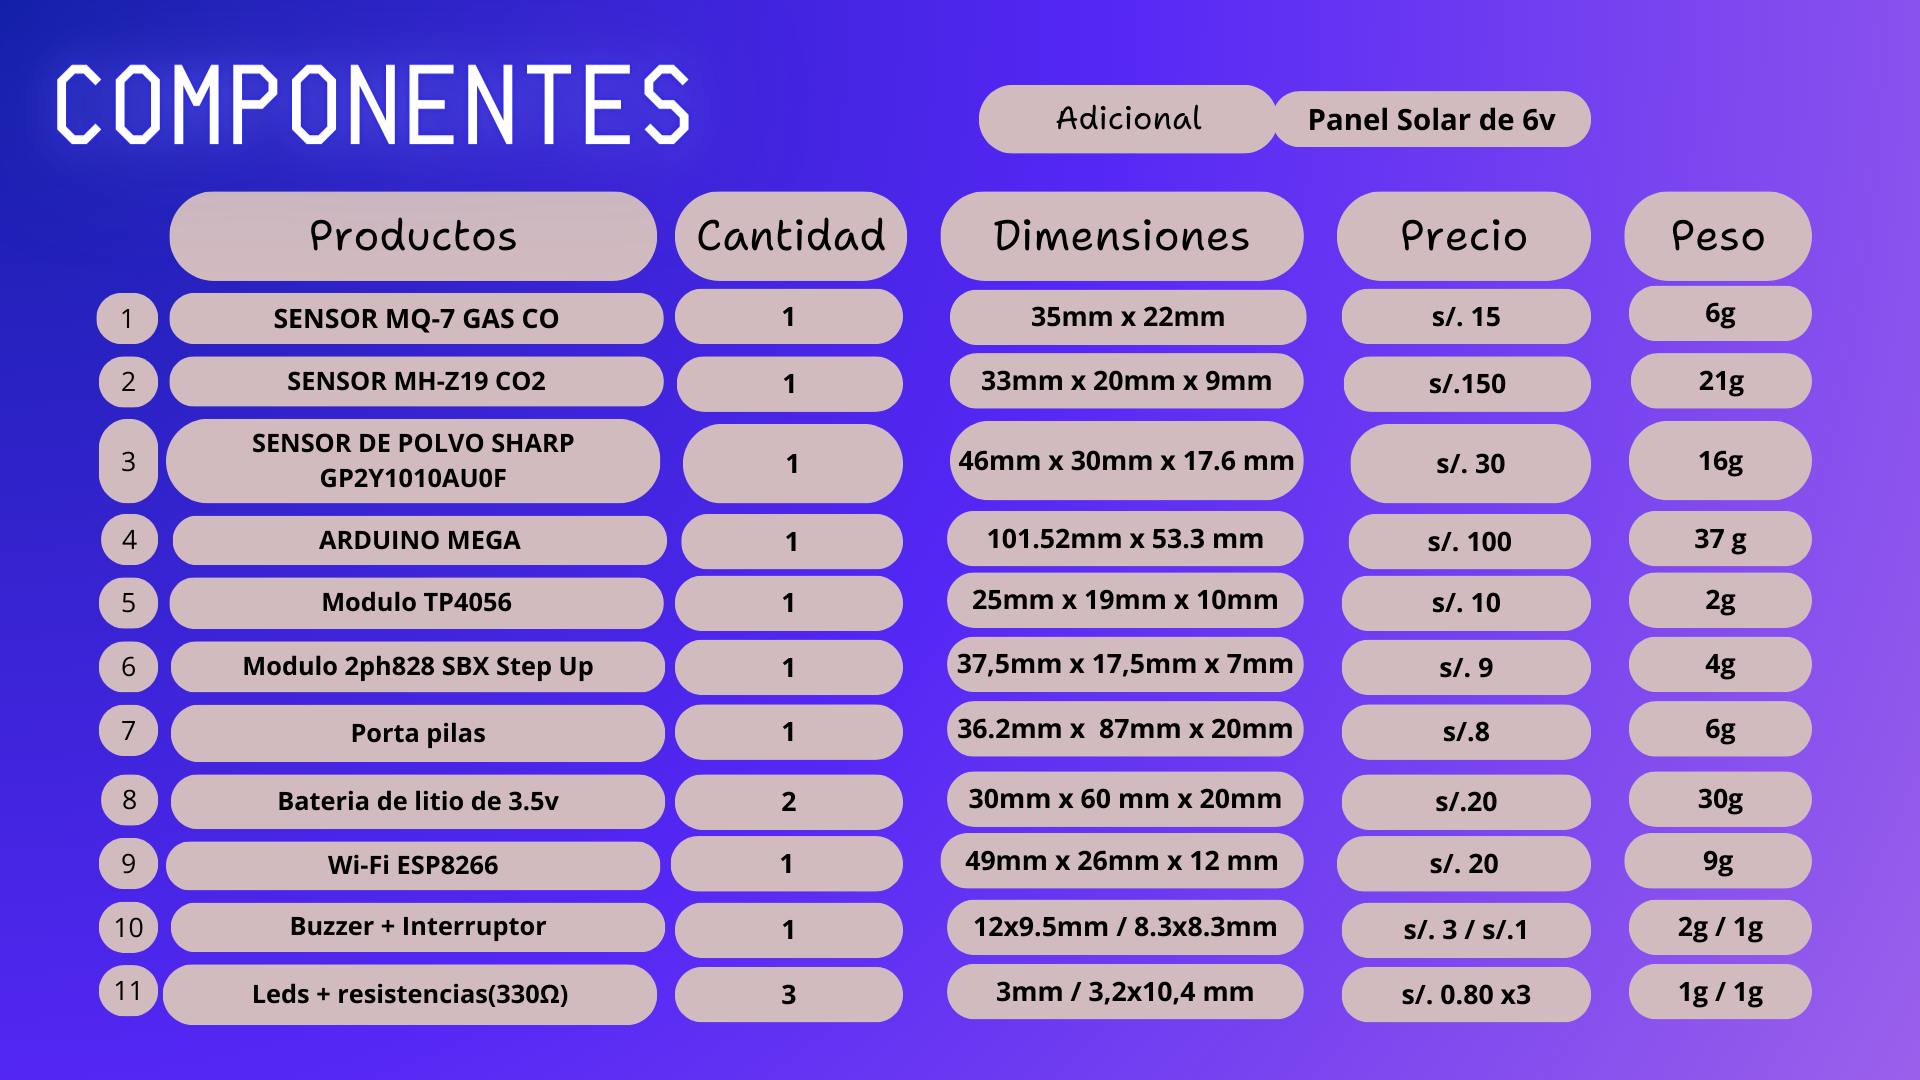 COMPONENTES
Adicional Panel Solar de 6v
Productos Cantidad Dimensiones Precio Peso
1 SENSOR MQ-7 GAS CO 1 35mm x 22mm s/. 15 6g
2 SENSOR MH-Z19 CO2 1 33mm x 20mm x 9mm s/.150 21g
3 SENSOR DE POLVO SHARP
GP2Y1010AU0F 1 46mm x 30mm x 17.6 mm s/. 30 16g
4 ARDUINO MEGA 1 101.52mm x 53.3 mm s/. 100 37 g
5 Modulo TP4056 1 25mm x 19mm x 10mm s/. 10 2g
6 Modulo 2ph828 SBX Step Up 1 37,5mm x 17,5mm x 7mm s/. 9 4g
7 Porta pilas 1 36.2mm x 87mm x 20mm s/.8 6g
8 Bateria de litio de 3.5v 2 30mm x 60 mm x 20mm s/.20 30g
9 Wi-Fi ESP8266 1 49mm x 26mm x 12 mm s/. 20 9g
10 Buzzer + Interruptor 1 12x9.5mm / 8.3x8.3mm s/. 3 / s/.1 2g / 1g
11 Leds + resistencias(330Ω) 3 3mm / 3,2x10,4 mm s/. 0.80 x3 1g / 1g